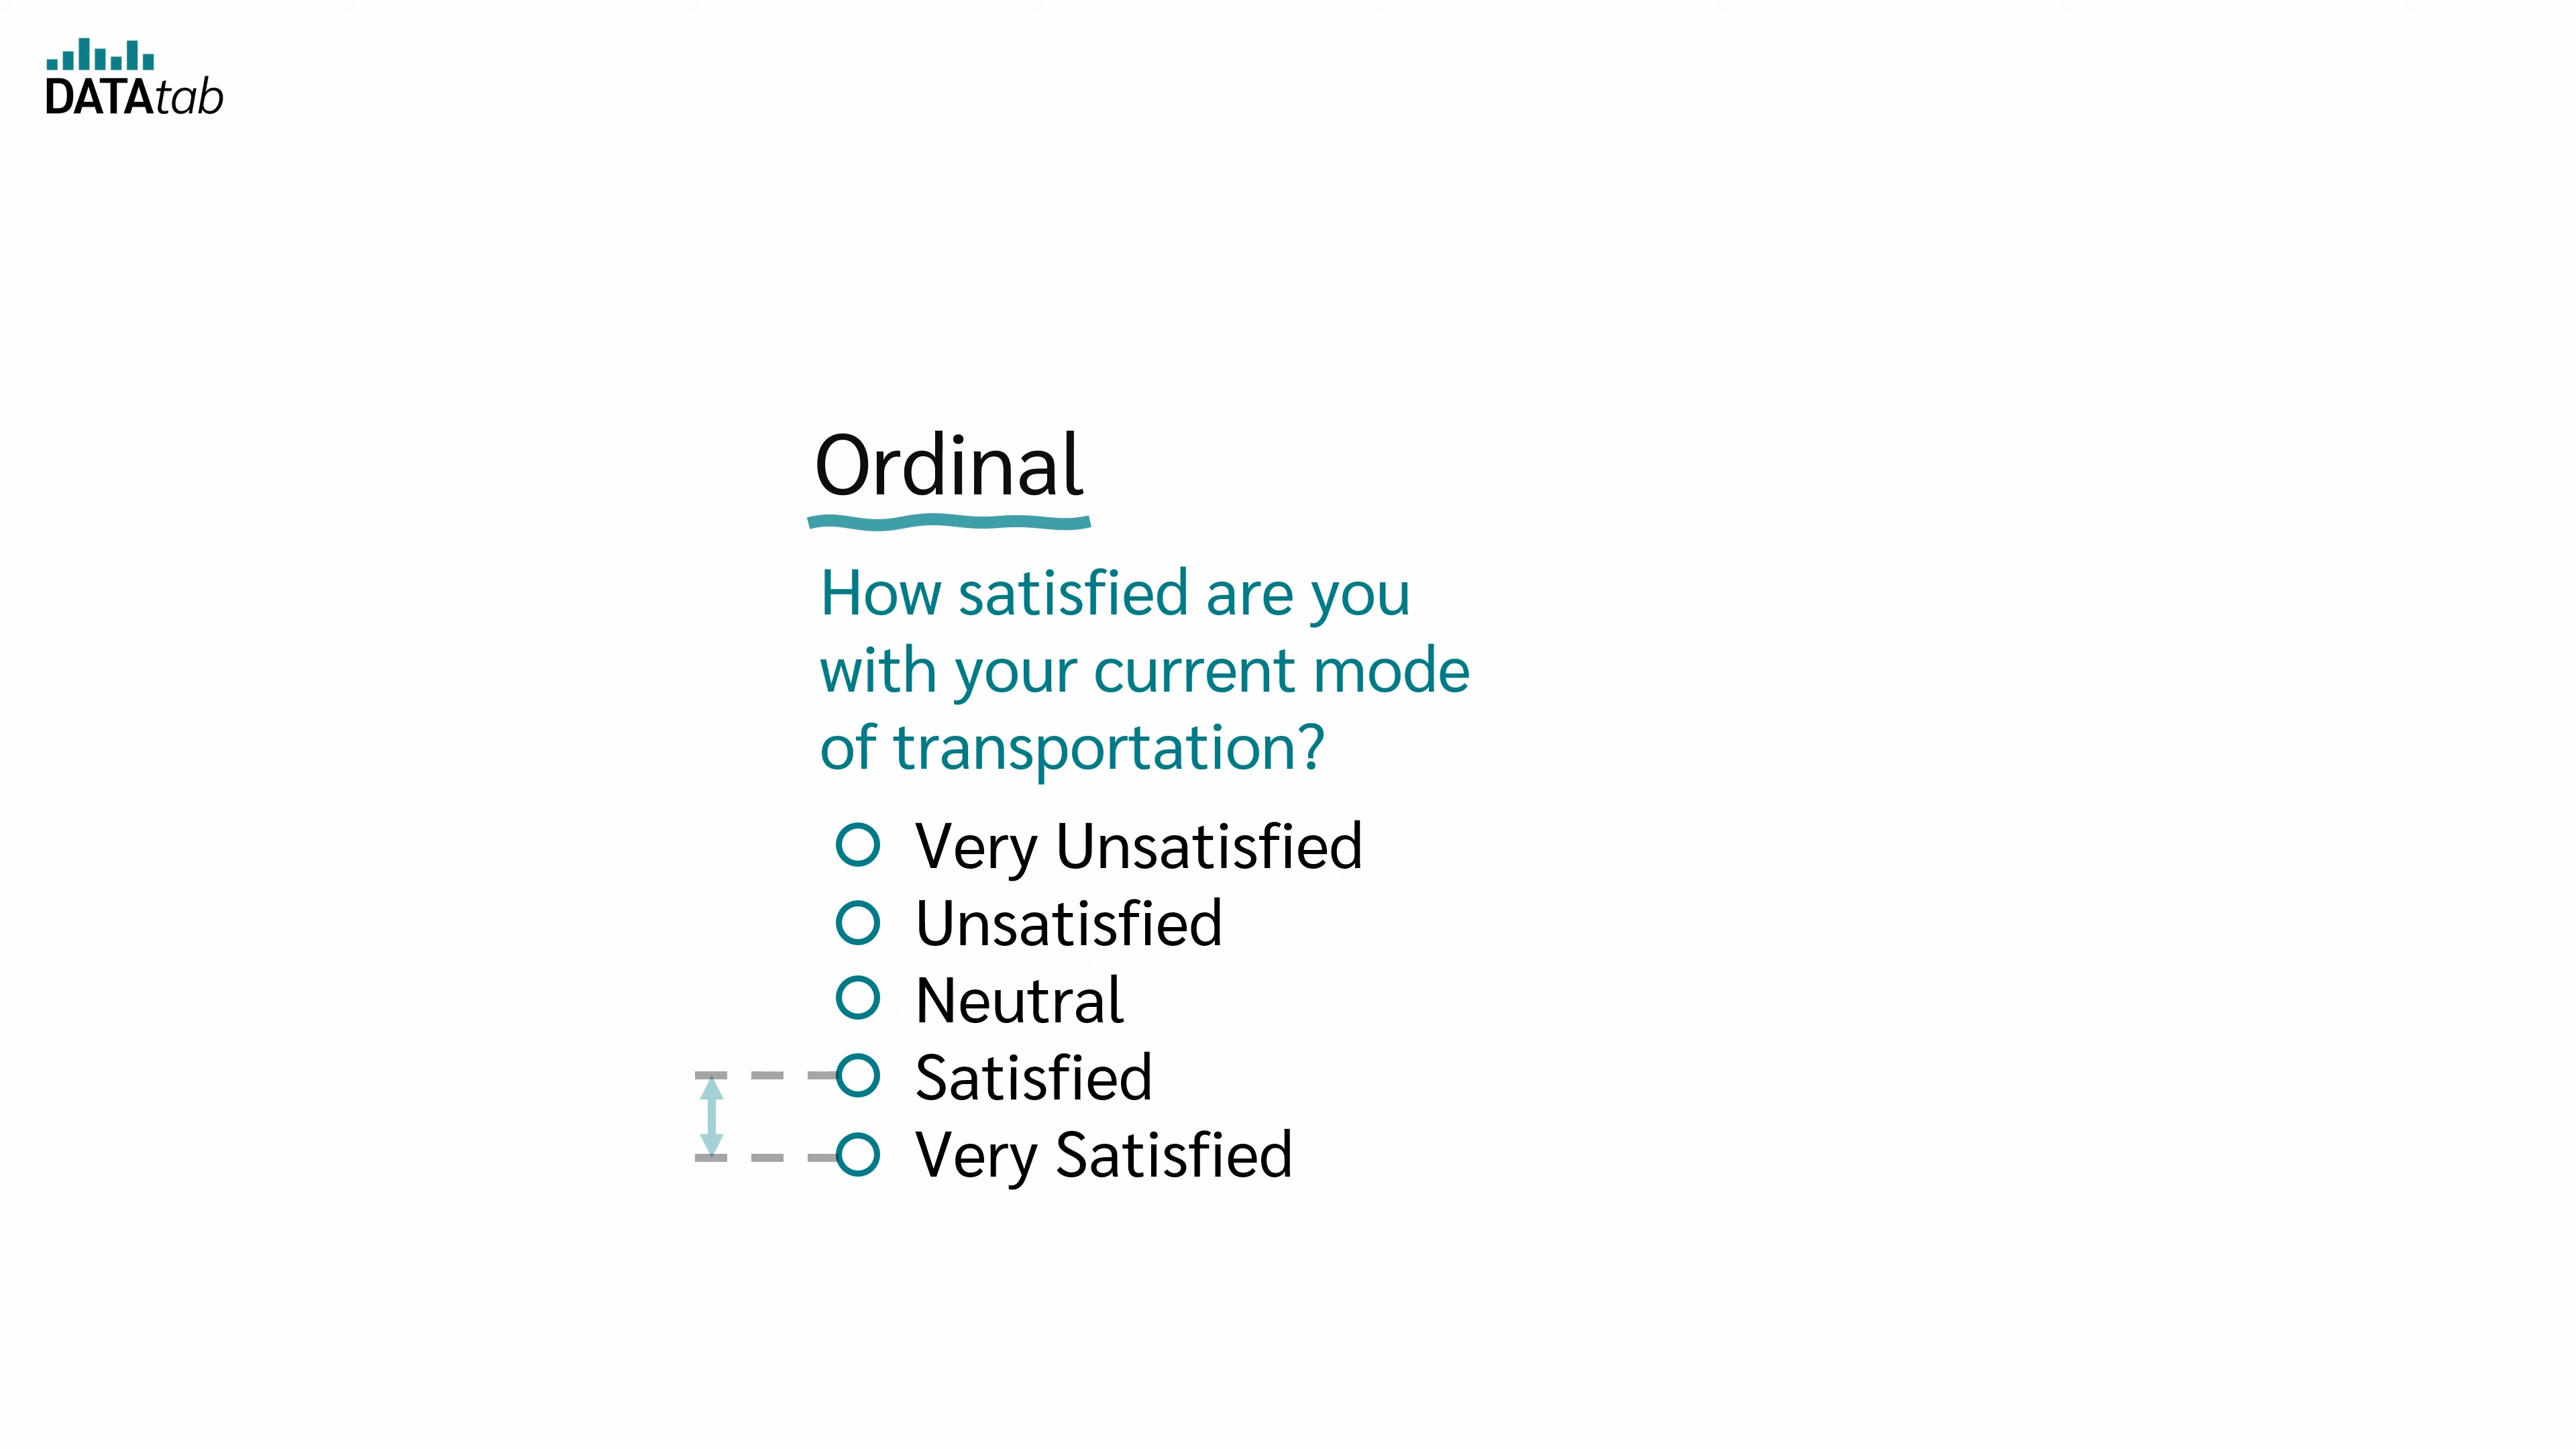 DATAtab
Ordinal
How satisfied are you
with your current mode
of transportation?
Very Unsatisfied
Unsatisfied
Neutral
Satisfied
Very Satisfied